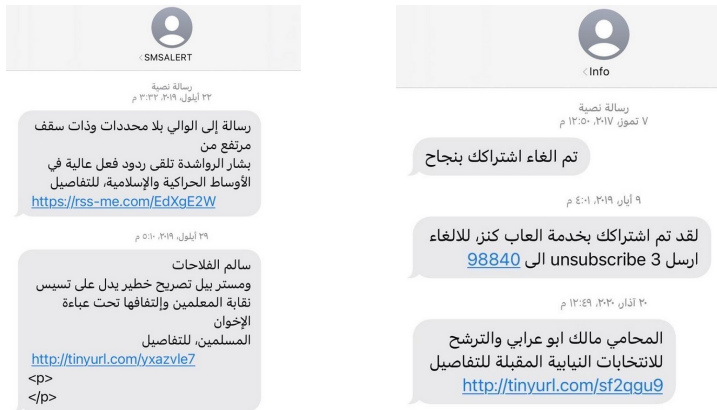 SMSALERT
رسالة نصية
٢٢ أيلول، ٢٠١٩، ٣:٣٢ م
رسالة إلى الوالي بلا محددات وذات سقف
مرتفع من
بشار الرواشدة تلقى ردود فعل عالية في
الأوساط الحراكية والإسلامية، للتفاصيل
https://rss-me.com/EdXgE2W
٢٩ أيلول، ٢٠١٩، ٥:١٠ م
سالم الفلاحات
ومستر بيل تصريح خطير يدل على تسيس
نقابة المعلمين وإلتفافها تحت عباءة
الإخوان
المسلمين، للتفاصيل
http://tinyurl.com/yxazvle7
<p>
</p>
Info
رسالة نصية
٧ تموز، ٢٠١٧، ١٢:٥٠ م
تم الغاء اشتراكك بنجاح
٩ أيار، ٢٠١٩، ٤:٠١ م
لقد تم اشتراكك بخدمة العاب كنز، للالغاء
ارسل unsubscribe 3 الى 98840
٢٠ آذار، ٢٠٢٠، ١٢:٤٩ م
المحامي مالك ابو عرابي والترشح
للانتخابات النيابية المقبلة للتفاصيل
http://tinyurl.com/sf2qgu9